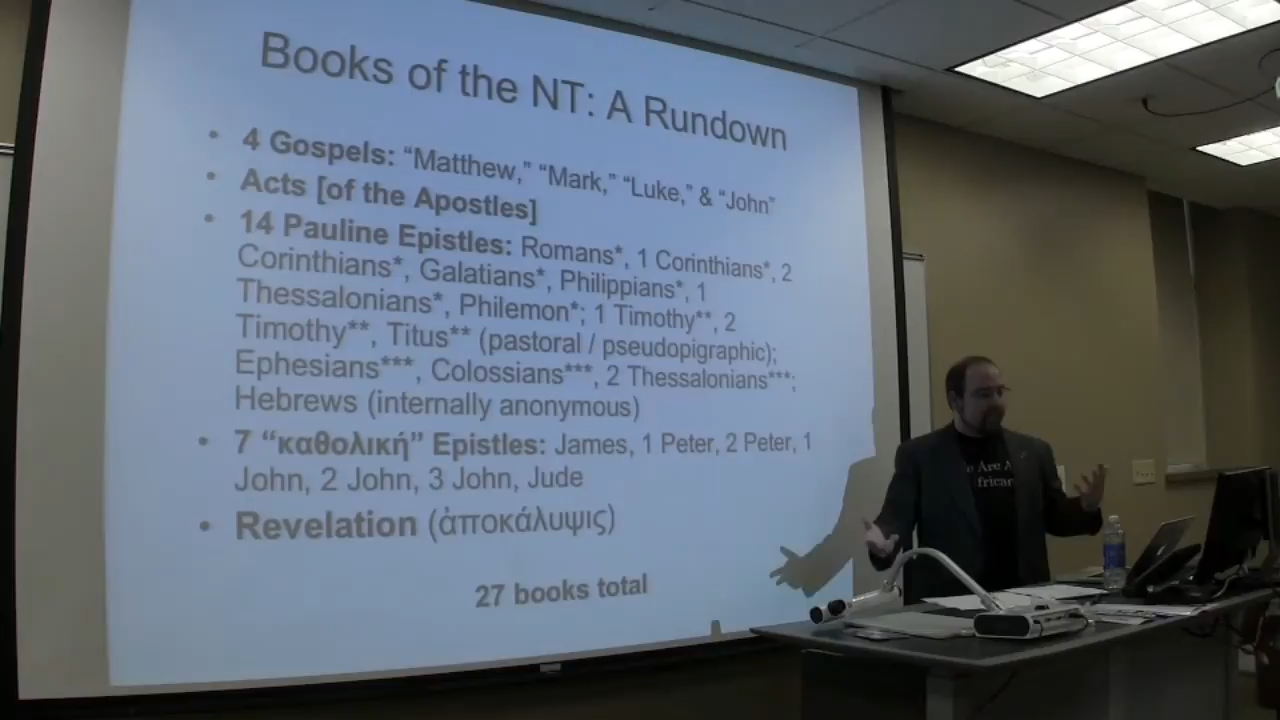 Books of the NT: A Rundown
• 4 Gospels: “Matthew,” “Mark,” “Luke,” & “John”
• Acts [of the Apostles]
• 14 Pauline Epistles: Romans*, 1 Corinthians*, 2
Corinthians*, Galatians*, Philippians*, 1
Thessalonians*, Philemon*; 1 Timothy**, 2
Timothy**, Titus** (pastoral / pseudopigraphic);
Ephesians***, Colossians***, 2 Thessalonians***;
Hebrews (internally anonymous)
• 7 “καθολική” Epistles: James, 1 Peter, 2 Peter, 1
John, 2 John, 3 John, Jude
• Revelation (ἀποκάλυψις)
27 books total
e Are A
frican